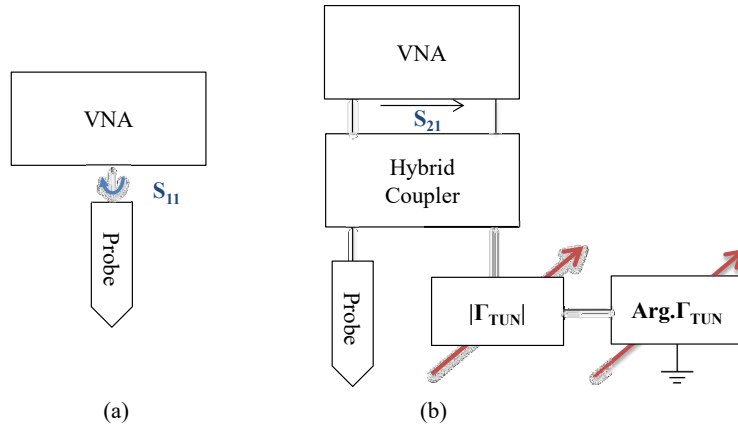 VNA
S11
Probe
(a)
VNA
S21
Hybrid
Coupler
Probe
|ΓTUN|
Arg.ΓTUN
(b)